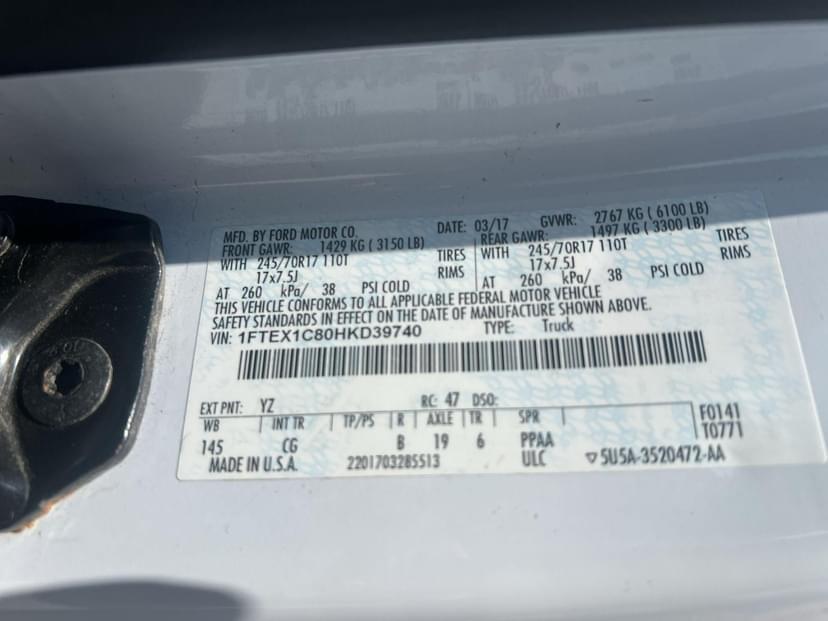 MFD. BY FORD MOTOR CO. DATE: 03/17 GVWR: 2767 KG ( 6100 LB)
FRONT GAWR: 1429 KG ( 3150 LB) REAR GAWR: 1497 KG ( 3300 LB)
WITH 245/70R17 110T TIRES WITH 245/70R17 110T TIRES
17x7.5J RIMS 17x7.5J RIMS
AT 260 kPa/ 38 PSI COLD AT 260 kPa/ 38 PSI COLD
THIS VEHICLE CONFORMS TO ALL APPLICABLE FEDERAL MOTOR VEHICLE
SAFETY STANDARDS IN EFFECT ON THE DATE OF MANUFACTURE SHOWN ABOVE.
VIN: 1FTEX1C80HKD39740 TYPE: Truck
EXT PNT: YZ RC: 47 DSO:
WB INT TR TP/PS R AXLE TR SPR F0141
145 CG B 19 6 PPAA T0771
MADE IN U.S.A. 2201703285513 ULC ▽5U5A-3520472-AA